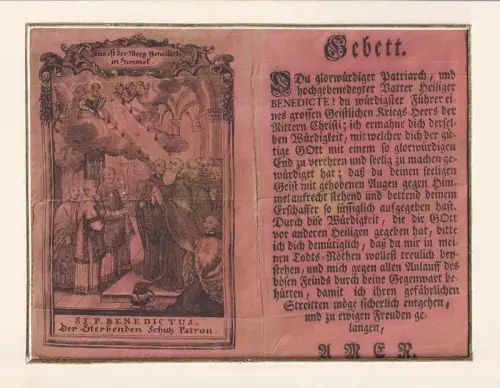 Das ist der Weeg Benedicti
in Himmel.
SS. P. BENEDICTUS.
Der Sterbenden Schutz Patron.
Gebett.
O Du glorwürdiger Patriarch, und
hochgebenedeyter Vatter Heiliger
BENEDICTE! du würdigster Führer ei-
nes grossen Geistlichen Kriegs-Heers der
Rittern Christi; ich ermahne dich dersel-
ben Würdigkeit, mit welcher dich der gü-
tige GOtt mit einem so glorwürdigen
End zu verehren und seelig zu machen ge-
würdiget hat; daß du deinen seeligen
Geist mit gehobenen Augen gegen Him-
mel aufrecht stehend und bettend deinem
Erschaffer so süssiglich aufgegeben hast.
Durch dise Würdigkeit, die dir GOtt
vor anderen Heiligen gegeben hat, bitte
ich dich demütiglich, daß du mir in mei-
nen Todts-Nöthen wollest treulich bey-
stehen, und mich gegen allen Anlauff des
bösen Feinds durch deine Gegenwart be-
hütten, damit ich ihren gefährlichen
Streitten möge sicherlich entgehen,
und zu ewigen Freuden ge-
langen,
AMEN.